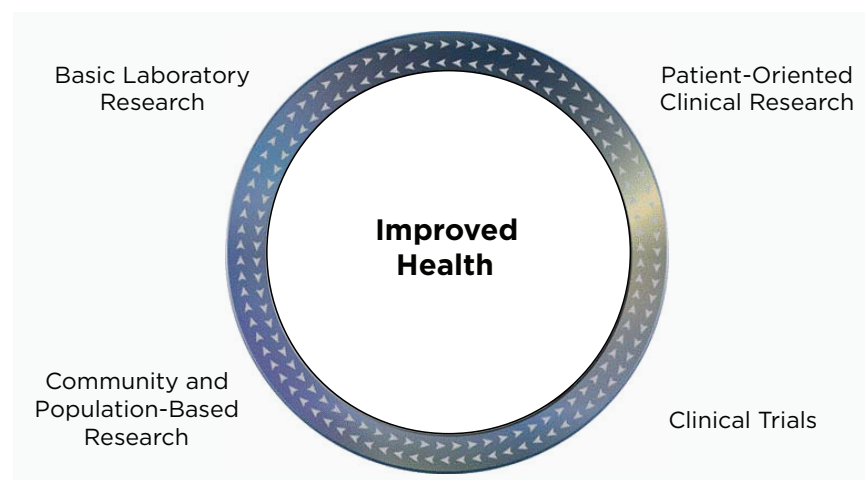 Basic Laboratory
Research
Patient-Oriented
Clinical Research
Improved
Health
Community and
Population-Based
Research
Clinical Trials